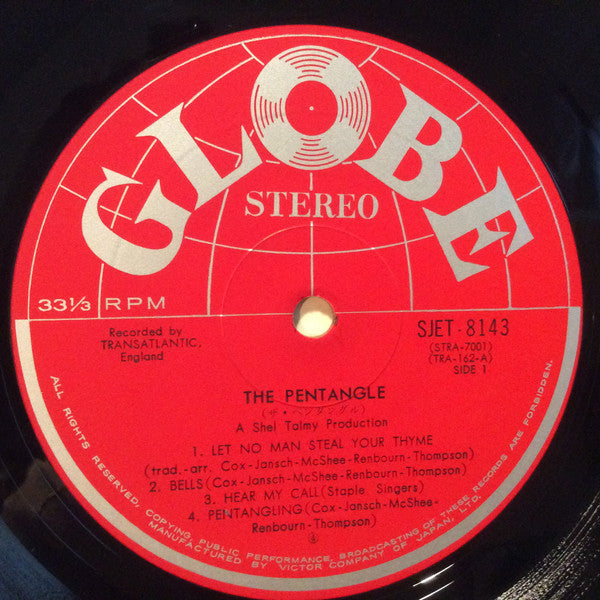 GLOBE
STEREO
33⅓ RPM
Recorded by
TRANSATLANTIC,
England
SJET-8143
(STRA-7001)
(TRA-162-A)
SIDE 1
THE PENTANGLE
(ザ・ペンタングル)
A Shel Talmy Production
1. LET NO MAN STEAL YOUR THYME
(trad.-arr. Cox-Jansch-McShee-Renbourn-Thompson)
2. BELLS(Cox-Jansch-McShee-Renbourn-Thompson)
3. HEAR MY CALL(Staple Singers)
4. PENTANGLING(Cox-Jansch-McShee-
Renbourn-Thompson)
ALL RIGHTS RESERVED, COPYING, PUBLIC PERFORMANCE, BROADCASTING OF THESE RECORDS ARE FORBIDDEN.
MANUFACTURED BY VICTOR COMPANY OF JAPAN, LTD.